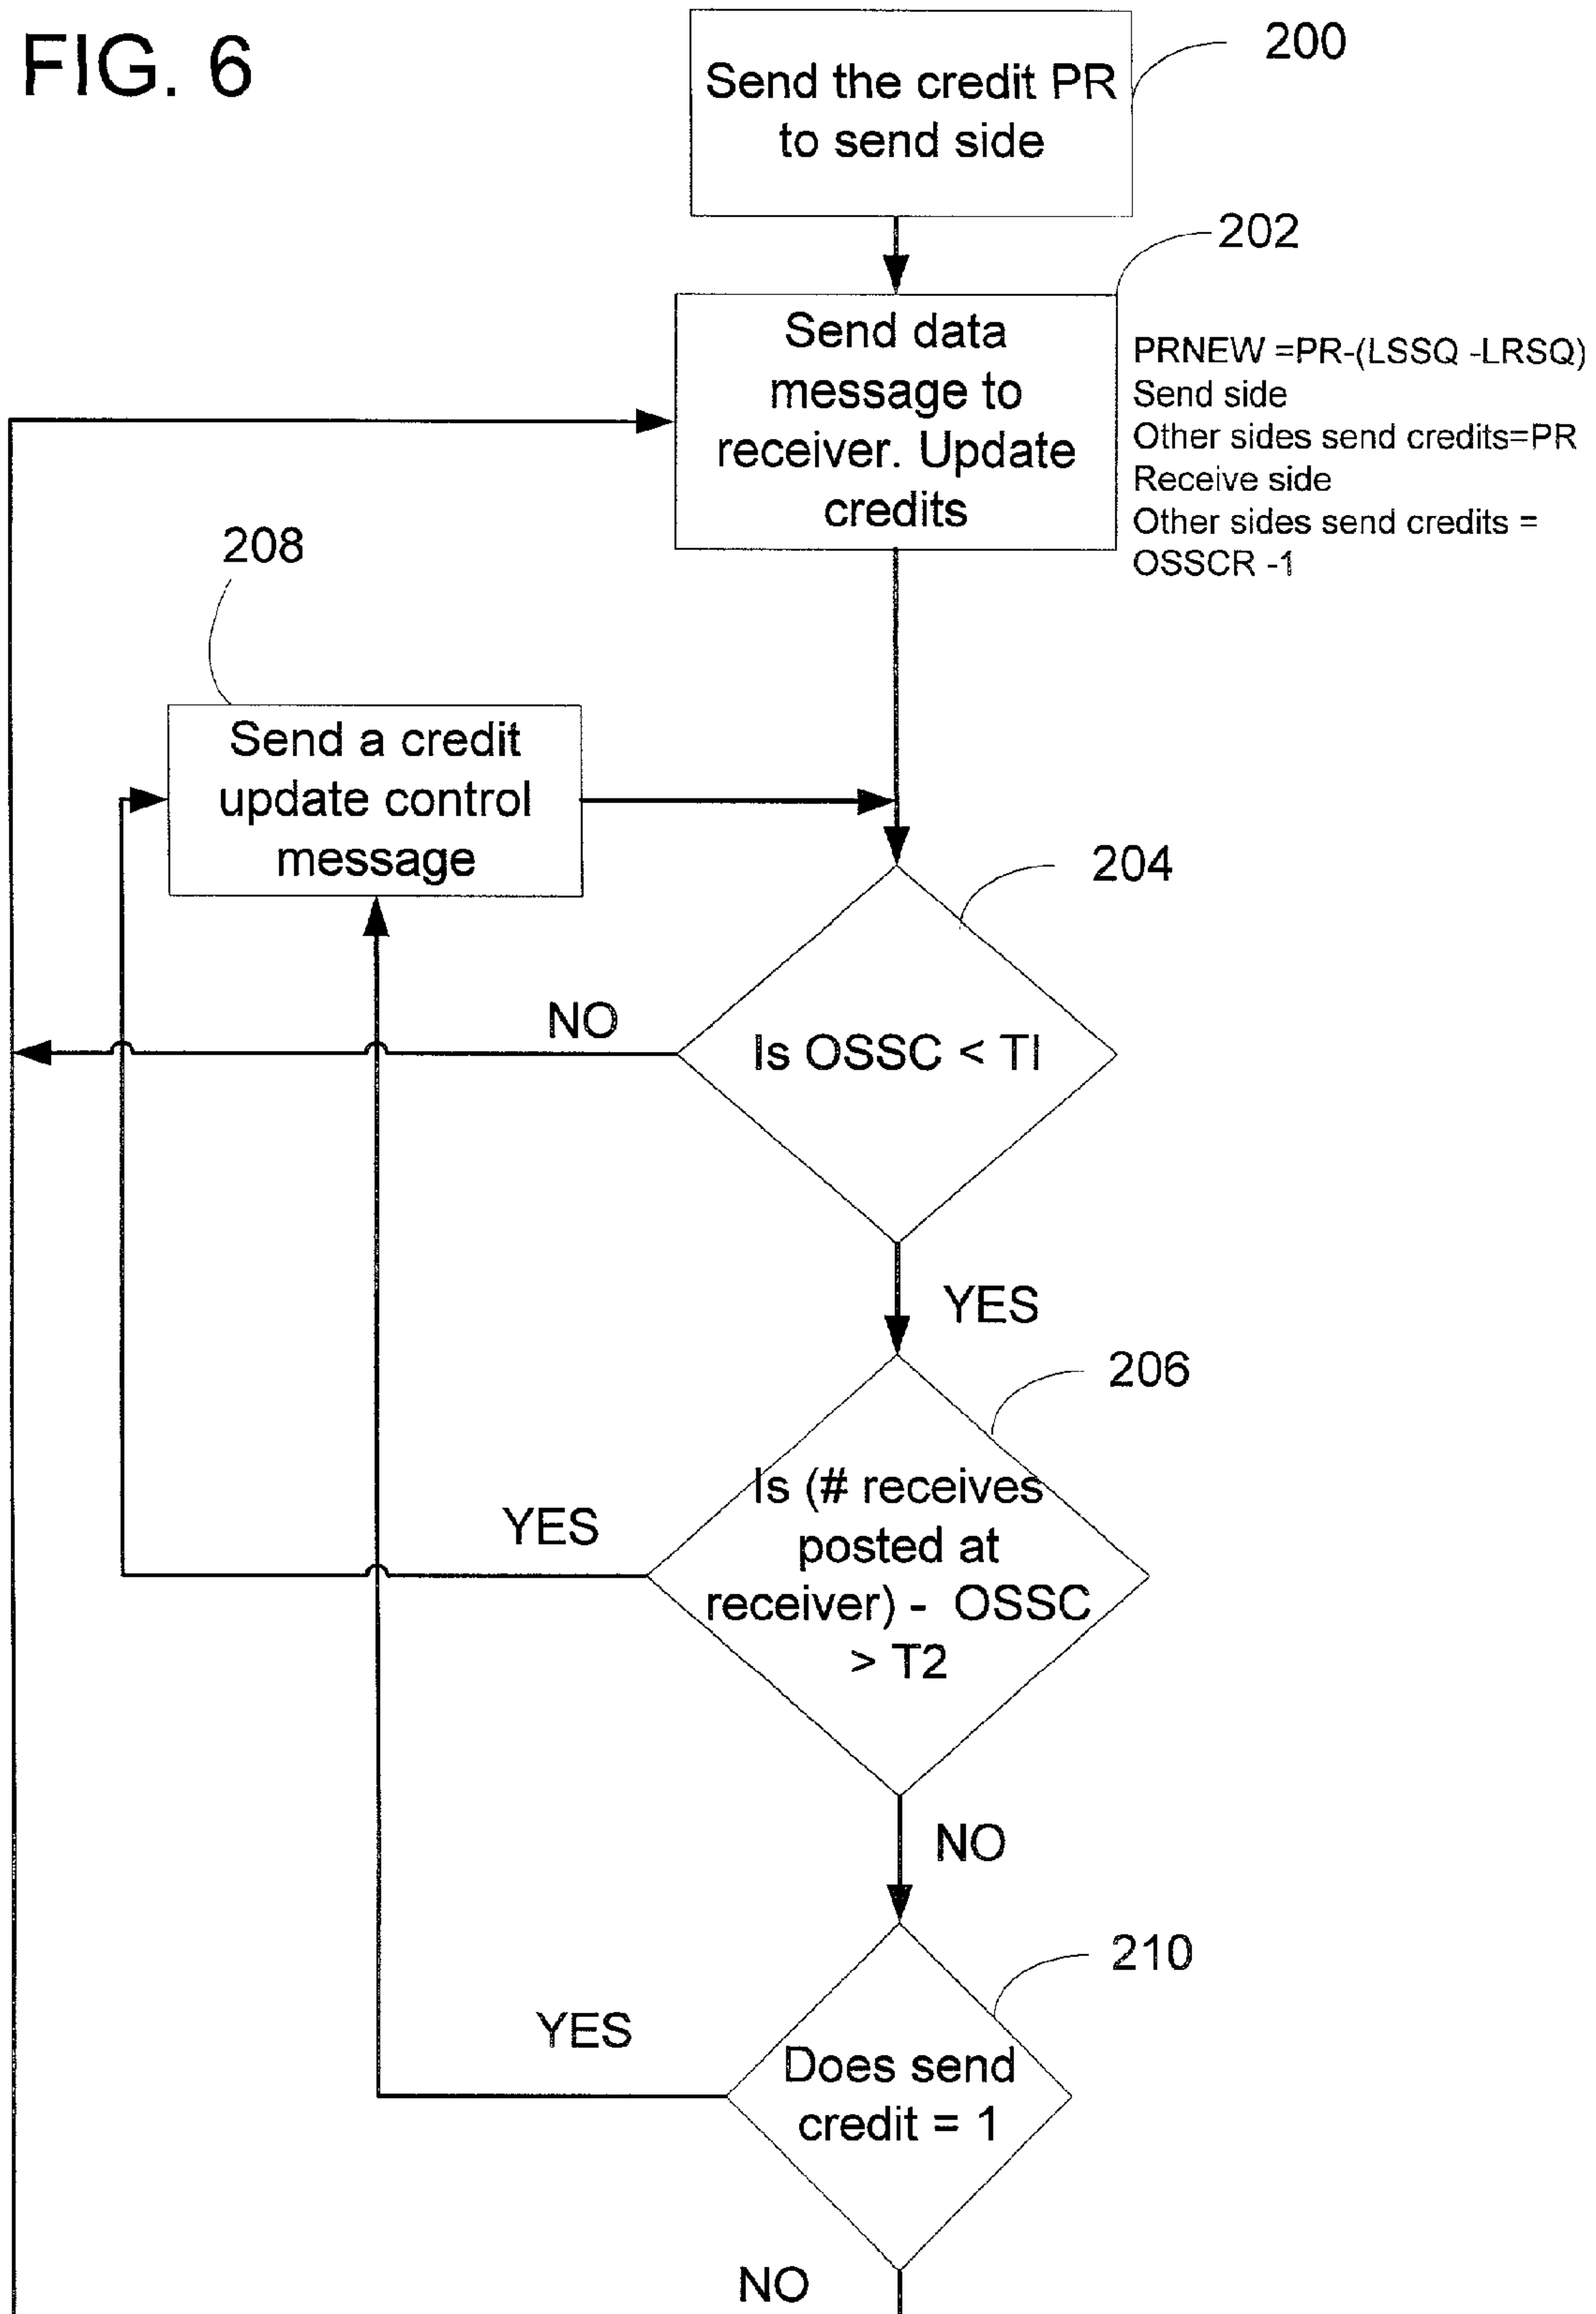 FIG. 6
Send the credit PR
to send side
200
202
Send data
message to
receiver. Update
credits
PRNEW =PR-(LSSQ -LRSQ)
Send side
Other sides send credits=PR
Receive side
Other sides send credits =
OSSCR -1
208
Send a credit
update control
message
204
NO
Is OSSC < TI
YES
206
Is (# receives
posted at
receiver) - OSSC
> T2
YES
NO
210
YES
Does send
credit = 1
NO